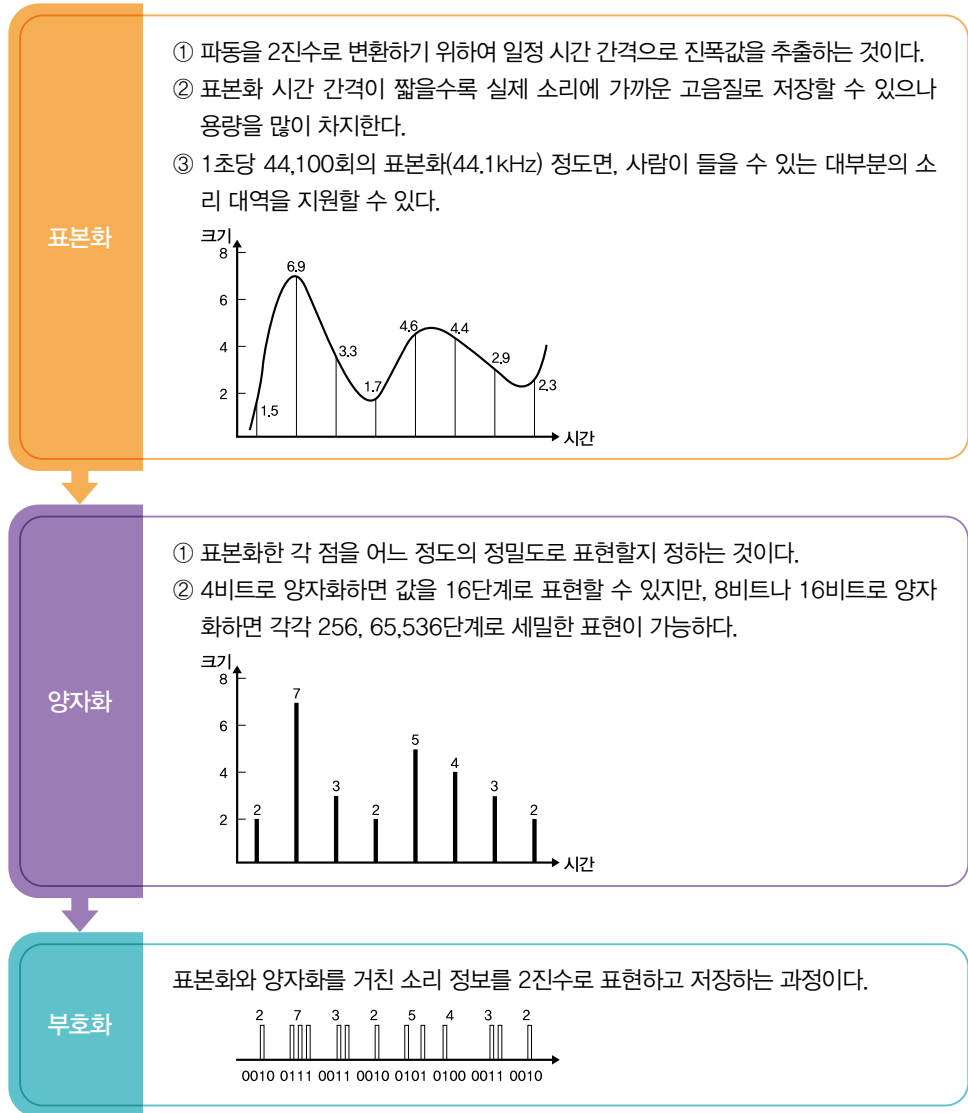 표본화
① 파동을 2진수로 변환하기 위하여 일정 시간 간격으로 진폭값을 추출하는 것이다.
② 표본화 시간 간격이 짧을수록 실제 소리에 가까운 고음질로 저장할 수 있으나
용량을 많이 차지한다.
③ 1초당 44,100회의 표본화(44.1kHz) 정도면, 사람이 들을 수 있는 대부분의 소
리 대역을 지원할 수 있다.
크기
8
6
4
2
1.5
6.9
3.3
1.7
4.6
4.4
2.9
2.3
시간
양자화
① 표본화한 각 점을 어느 정도의 정밀도로 표현할지 정하는 것이다.
② 4비트로 양자화하면 값을 16단계로 표현할 수 있지만, 8비트나 16비트로 양자
화하면 각각 256, 65,536단계로 세밀한 표현이 가능하다.
크기
8
6
4
2
2
7
3
2
5
4
3
2
시간
부호화
표본화와 양자화를 거친 소리 정보를 2진수로 표현하고 저장하는 과정이다.
2 7 3 2 5 4 3 2
0010 0111 0011 0010 0101 0100 0011 0010